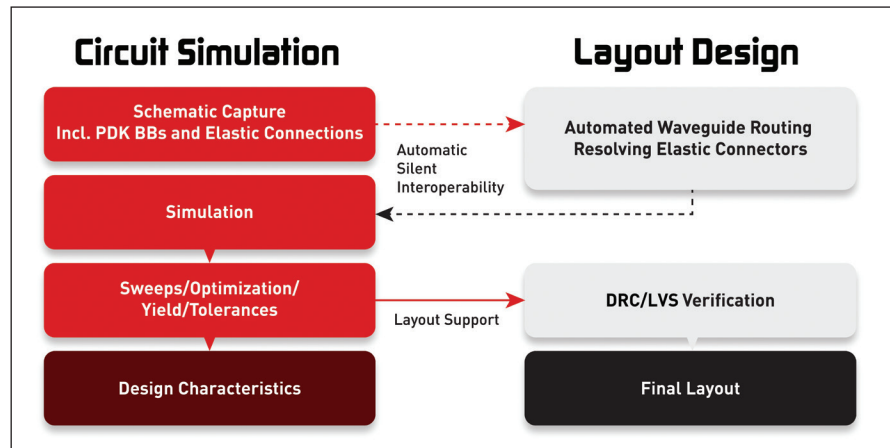 Circuit Simulation
Layout Design
Schematic Capture
Incl. PDK BBs and Elastic Connections
Automated Waveguide Routing
Resolving Elastic Connectors
Automatic
Silent
Interoperability
Simulation
Sweeps/Optimization/
Yield/Tolerances
Layout Support
DRC/LVS Verification
Design Characteristics
Final Layout